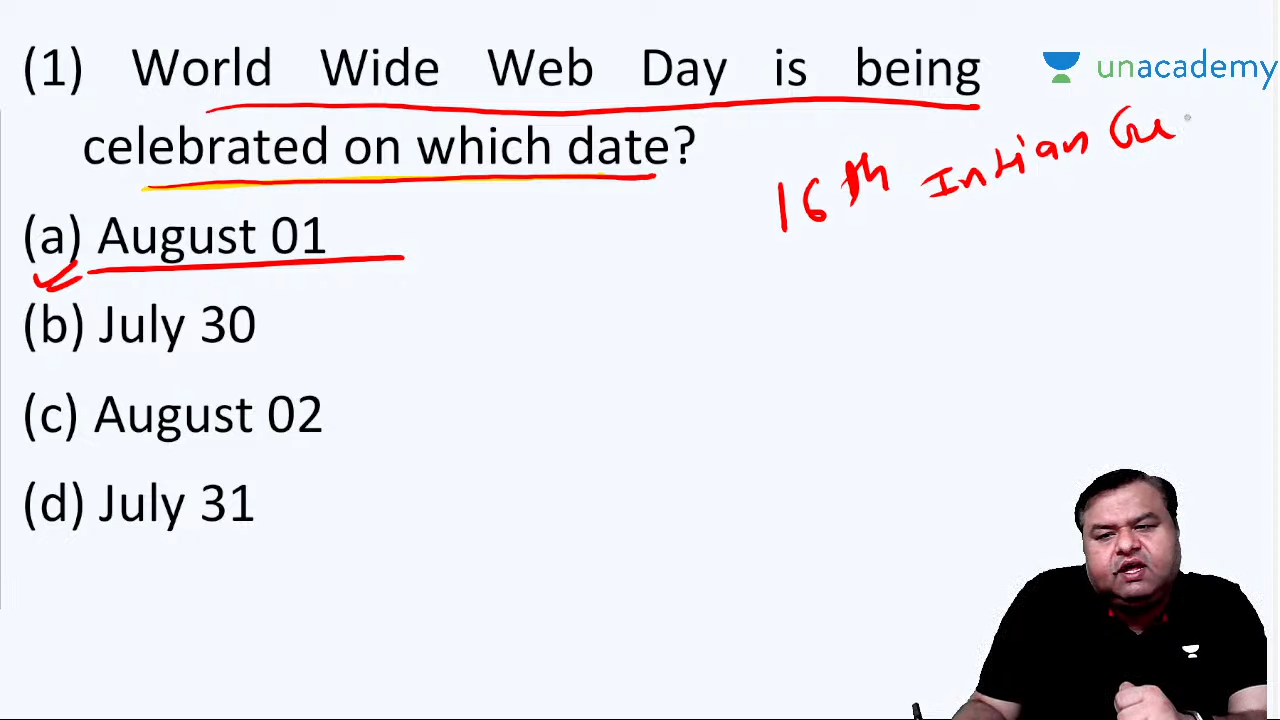 (1) World Wide Web Day is being
celebrated on which date?
unacademy
16th Indian
(a) August 01
(b) July 30
(c) August 02
(d) July 31